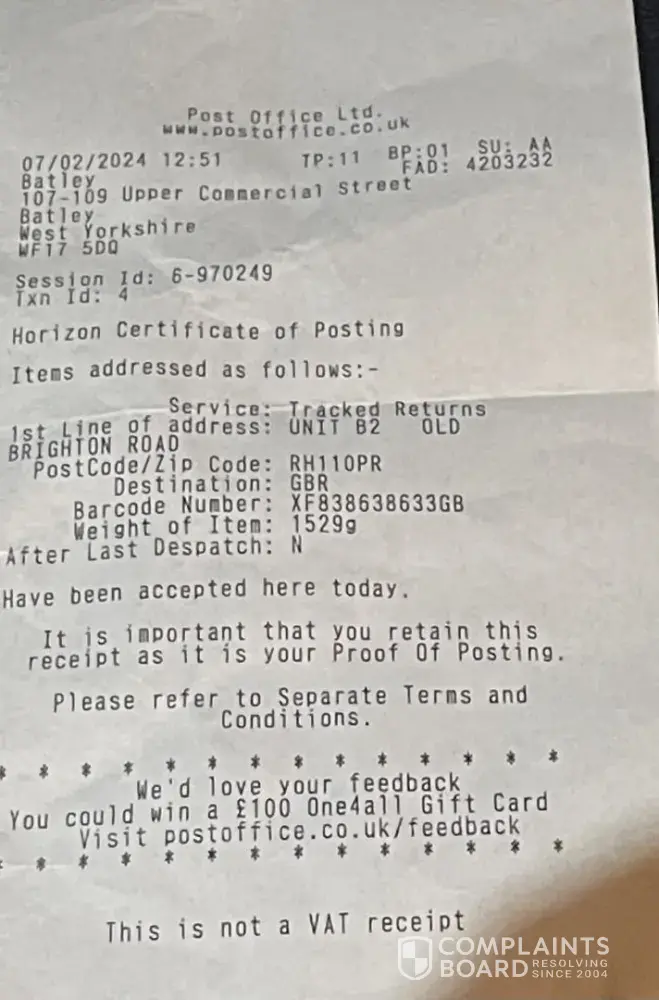 Post Office Ltd.
www.postoffice.co.uk
07/02/2024 12:51 TP:11 BP:01 SU: AA
FAD: 4203232
Batley
107-109 Upper Commercial Street
Batley
West Yorkshire
WF17 5DQ
Session Id: 6-970249
Txn Id: 4
Horizon Certificate of Posting
Items addressed as follows:-
Service: Tracked Returns
1st Line of address: UNIT B2 OLD
BRIGHTON ROAD
PostCode/Zip Code: RH110PR
Destination: GBR
Barcode Number: XF838638633GB
Weight of Item: 1529g
After Last Despatch: N
Have been accepted here today.
It is important that you retain this
receipt as it is your Proof Of Posting.
Please refer to Separate Terms and
Conditions.
* * * * * * * * * * * * * *
We'd love your feedback
You could win a £100 One4all Gift Card
Visit postoffice.co.uk/feedback
* * * * * * * * * * * * * *
This is not a VAT receipt
COMPLAINTS
BOARD RESOLVING
SINCE 2004